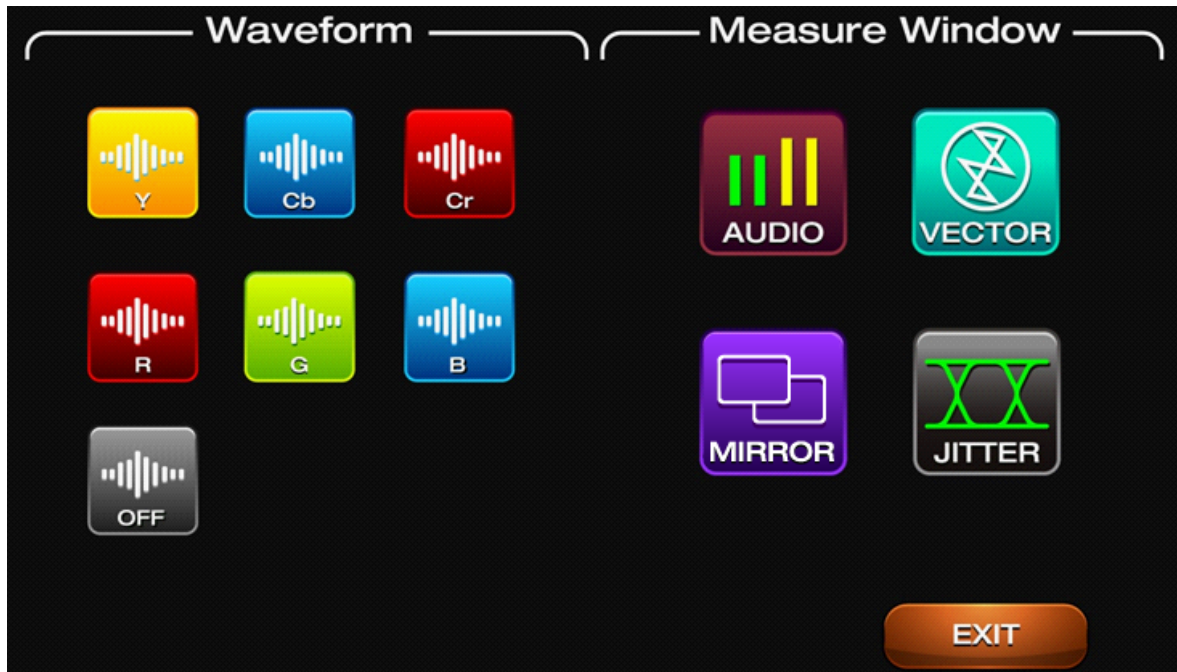 Waveform
Measure Window
Y
Cb
Cr
AUDIO
VECTOR
R
G
B
MIRROR
JITTER
OFF
EXIT